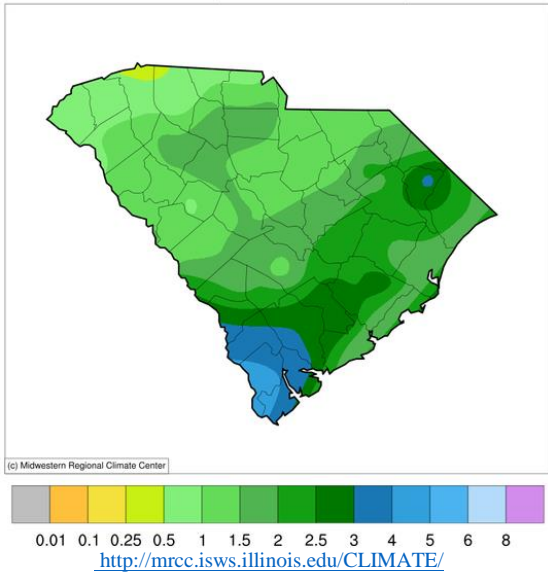 (c) Midwestern Regional Climate Center
0.01 0.1 0.25 0.5 1 1.5 2 2.5 3 4 5 6 8
http://mrcc.isws.illinois.edu/CLIMATE/